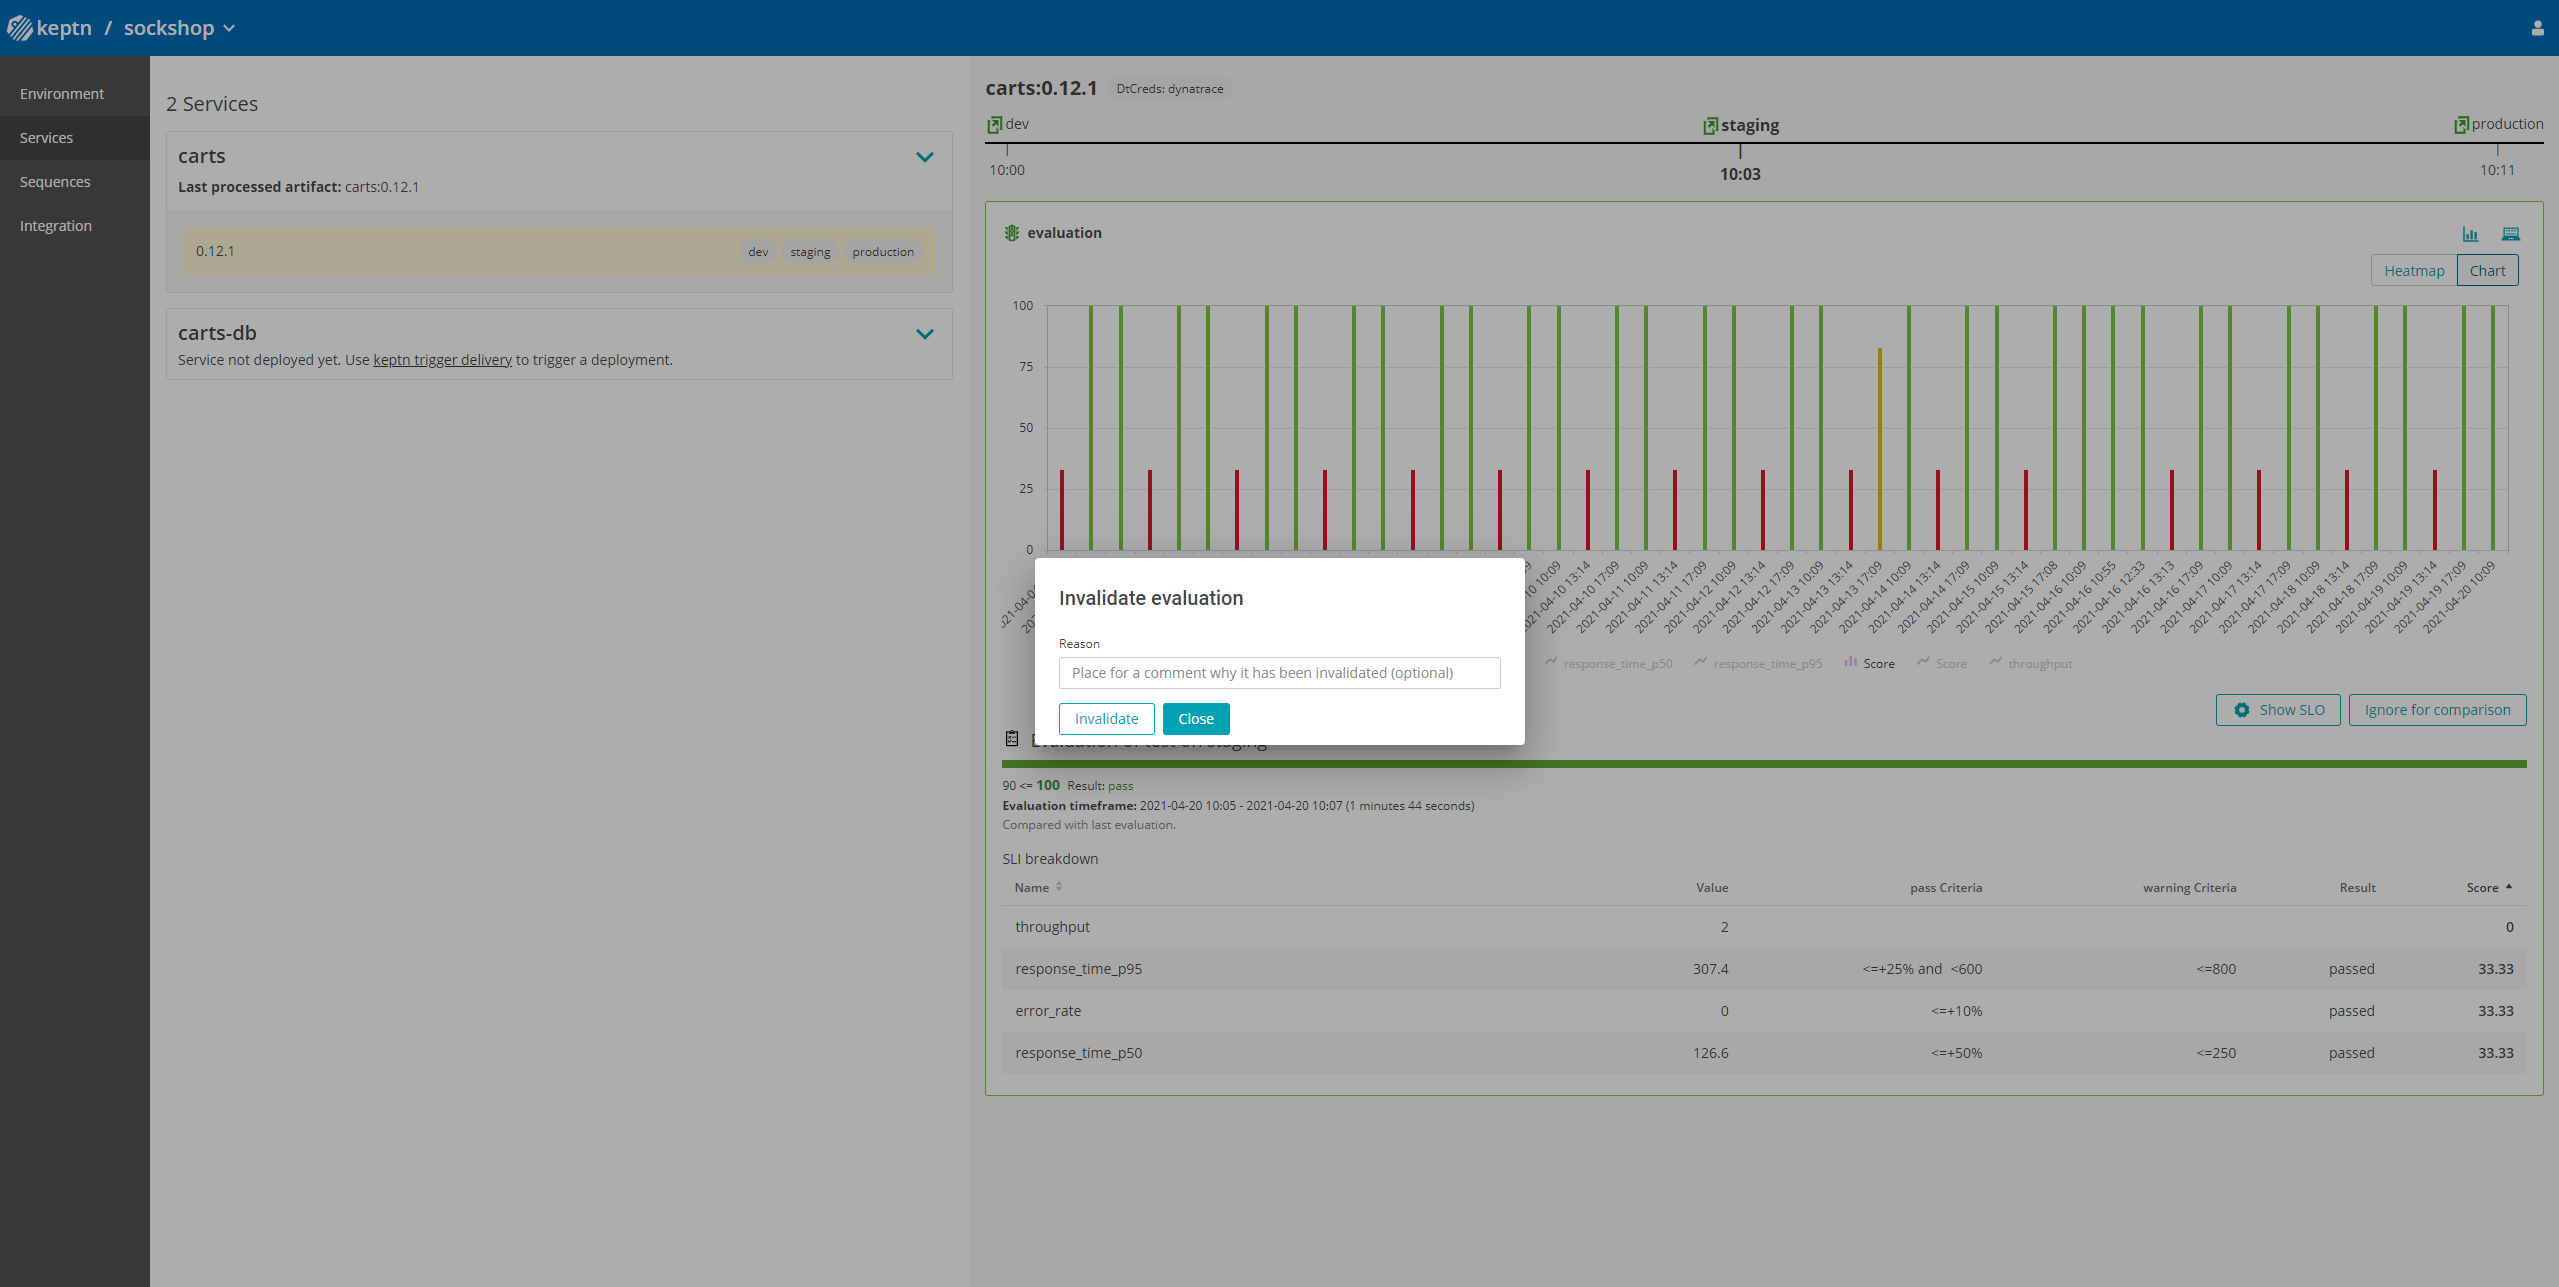 keptn / sockshop
Environment
Services
Sequences
Integration
2 Services
carts
Last processed artifact: carts:0.12.1
0.12.1 dev staging production
carts-db
Service not deployed yet. Use keptn trigger delivery to trigger a deployment.
carts:0.12.1 DtCreds: dynatrace
dev staging production
10:00 10:03 10:11
evaluation
Heatmap Chart
100
75
50
25
0
10:09
2021-04-10 13:14
2021-04-10 17:09
2021-04-11 10:09
2021-04-11 13:14
2021-04-11 17:09
2021-04-12 10:09
2021-04-12 13:14
2021-04-12 17:09
2021-04-13 10:09
2021-04-13 13:14
2021-04-13 17:09
2021-04-14 10:09
2021-04-14 13:14
2021-04-14 17:09
2021-04-15 10:09
2021-04-15 13:14
2021-04-15 17:08
2021-04-16 10:09
2021-04-16 10:55
2021-04-16 12:33
2021-04-16 13:13
2021-04-16 17:09
2021-04-17 10:09
2021-04-17 13:14
2021-04-17 17:09
2021-04-18 10:09
2021-04-18 13:14
2021-04-18 17:09
2021-04-19 10:09
2021-04-19 13:14
2021-04-19 17:09
2021-04-20 10:09
response_time_p50 response_time_p95 Score Score throughput
Invalidate evaluation
Reason
Place for a comment why it has been invalidated (optional)
Invalidate Close
Show SLO Ignore for comparison
Evaluation of test on staging
90 <= 100 Result: pass
Evaluation timeframe: 2021-04-20 10:05 - 2021-04-20 10:07 (1 minutes 44 seconds)
Compared with last evaluation.
SLI breakdown
Name Value pass Criteria warning Criteria Result Score
throughput 2 0
response_time_p95 307.4 <=+25% and <600 <=800 passed 33.33
error_rate 0 <=+10% passed 33.33
response_time_p50 126.6 <=+50% <=250 passed 33.33